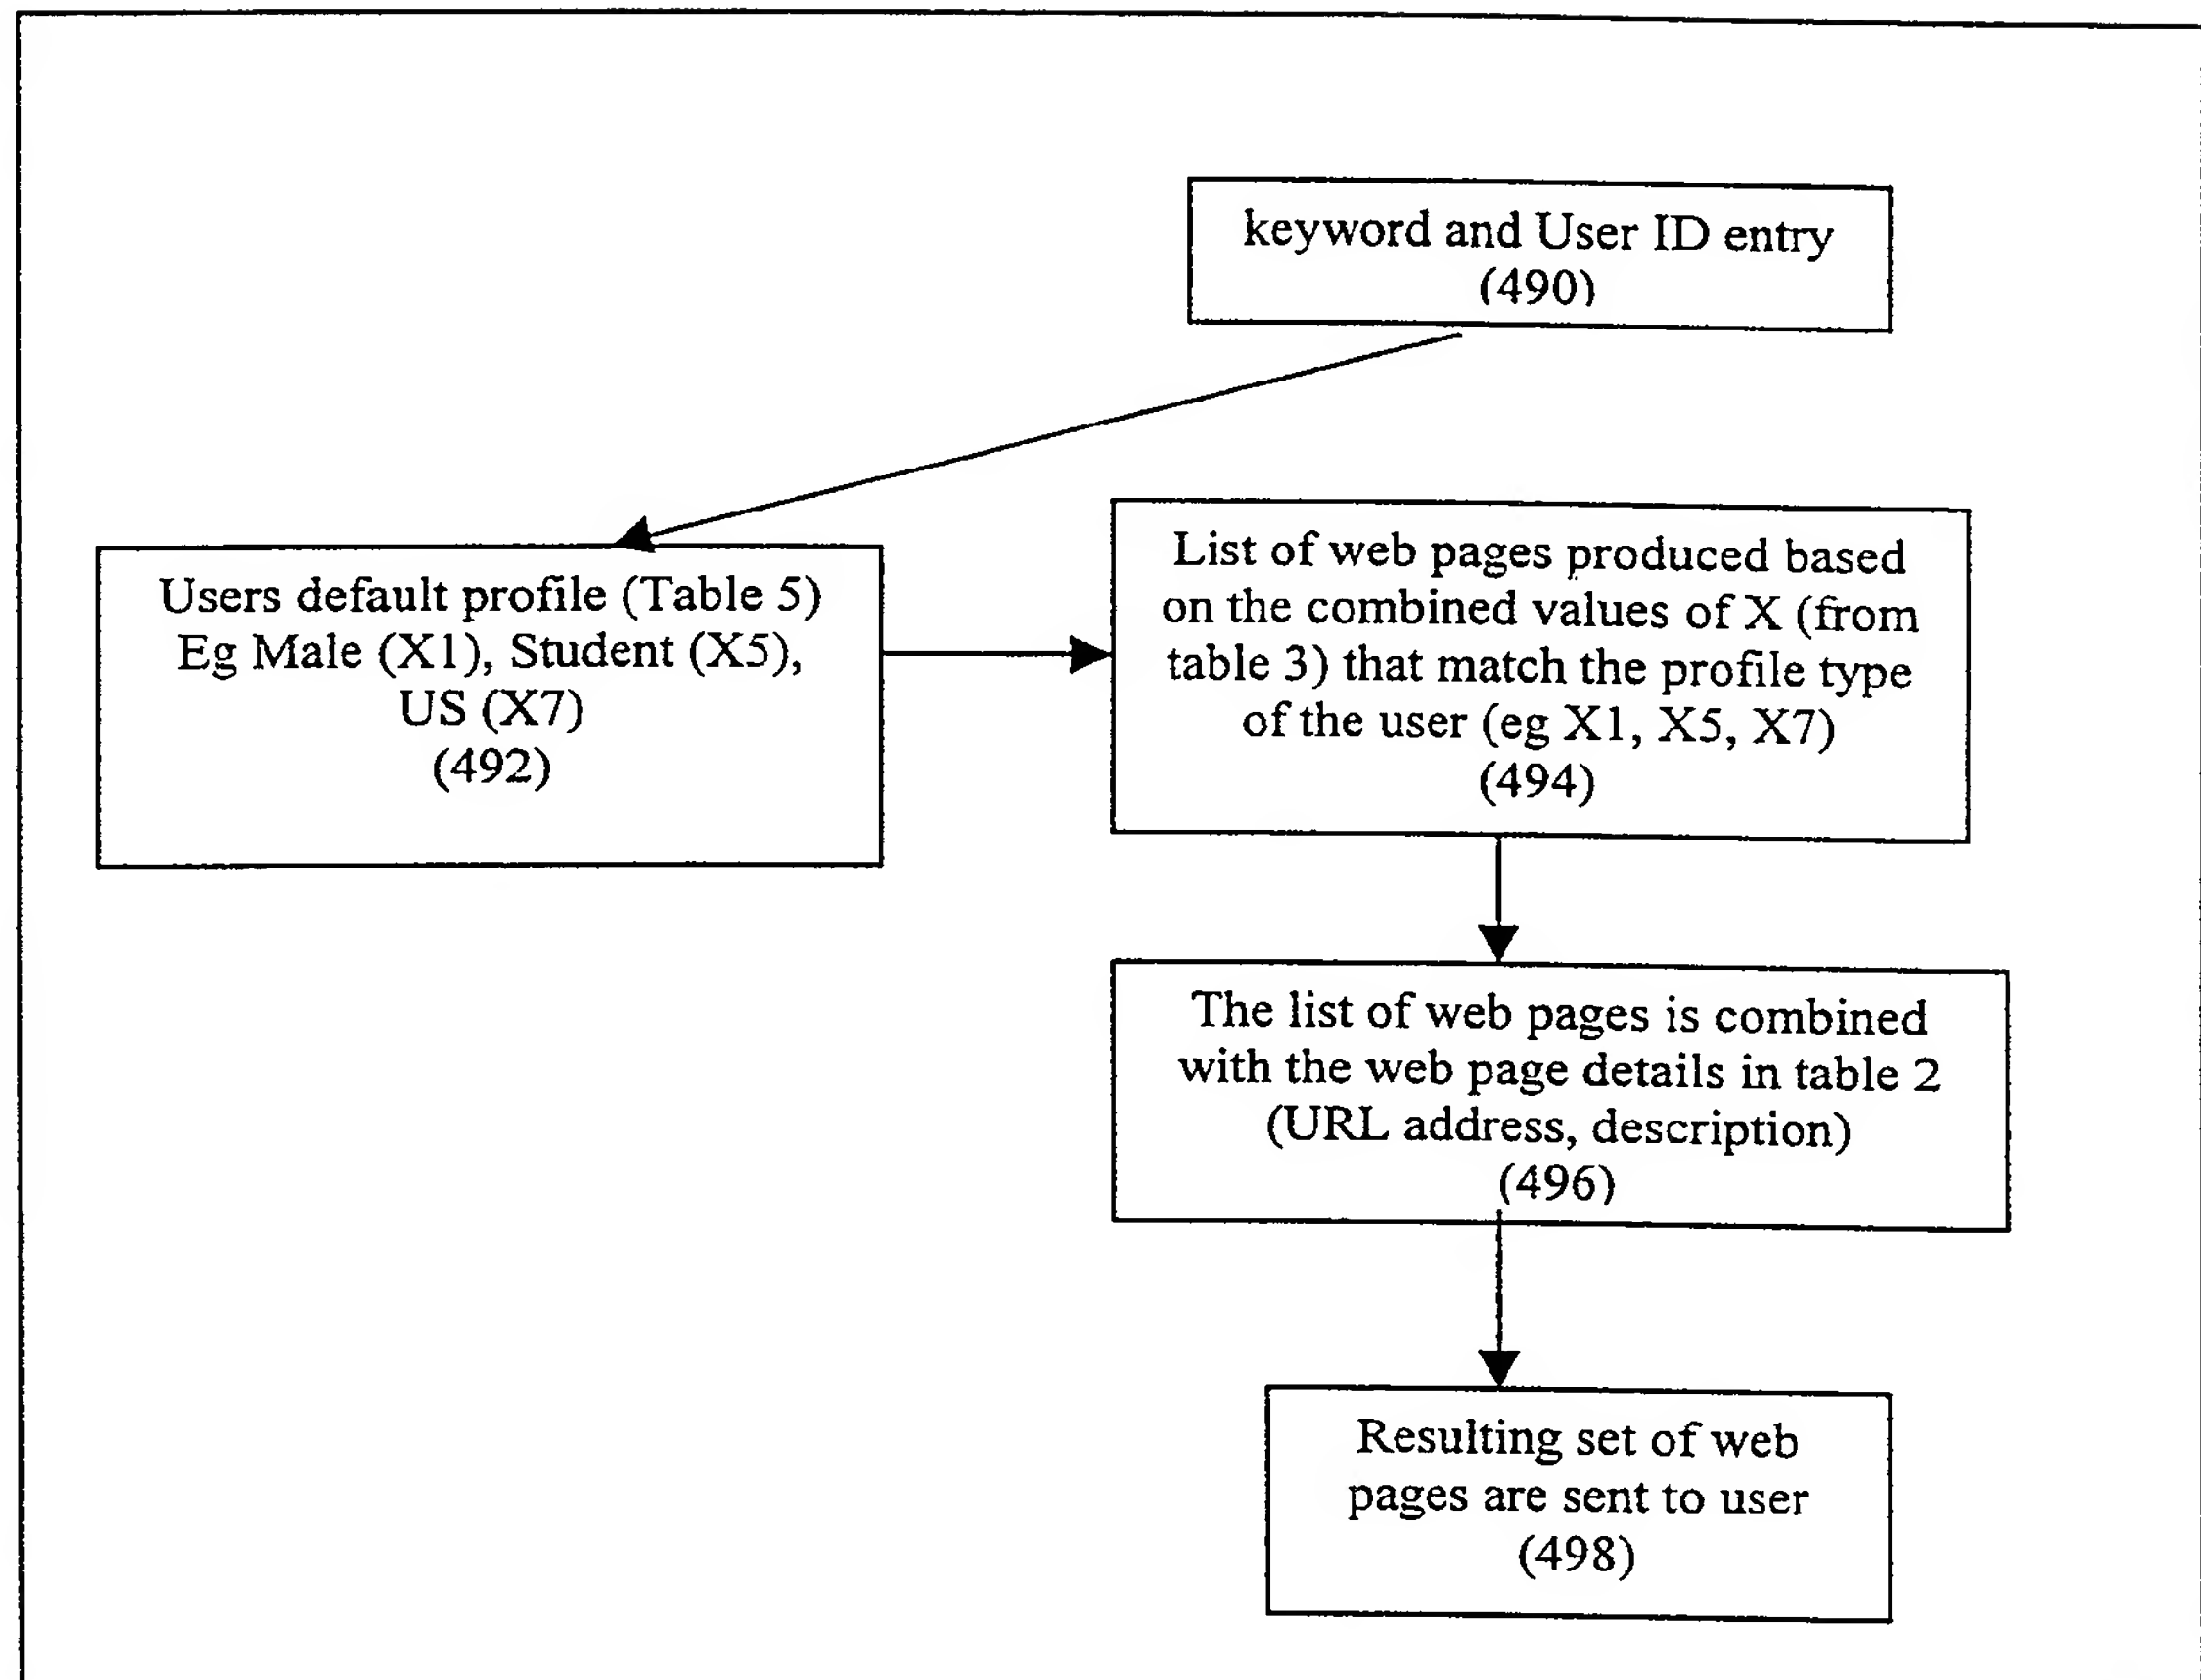 keyword and User ID entry
(490)
Users default profile (Table 5)
Eg Male (X1), Student (X5),
US (X7)
(492)
List of web pages produced based
on the combined values of X (from
table 3) that match the profile type
of the user (eg X1, X5, X7)
(494)
The list of web pages is combined
with the web page details in table 2
(URL address, description)
(496)
Resulting set of web
pages are sent to user
(498)